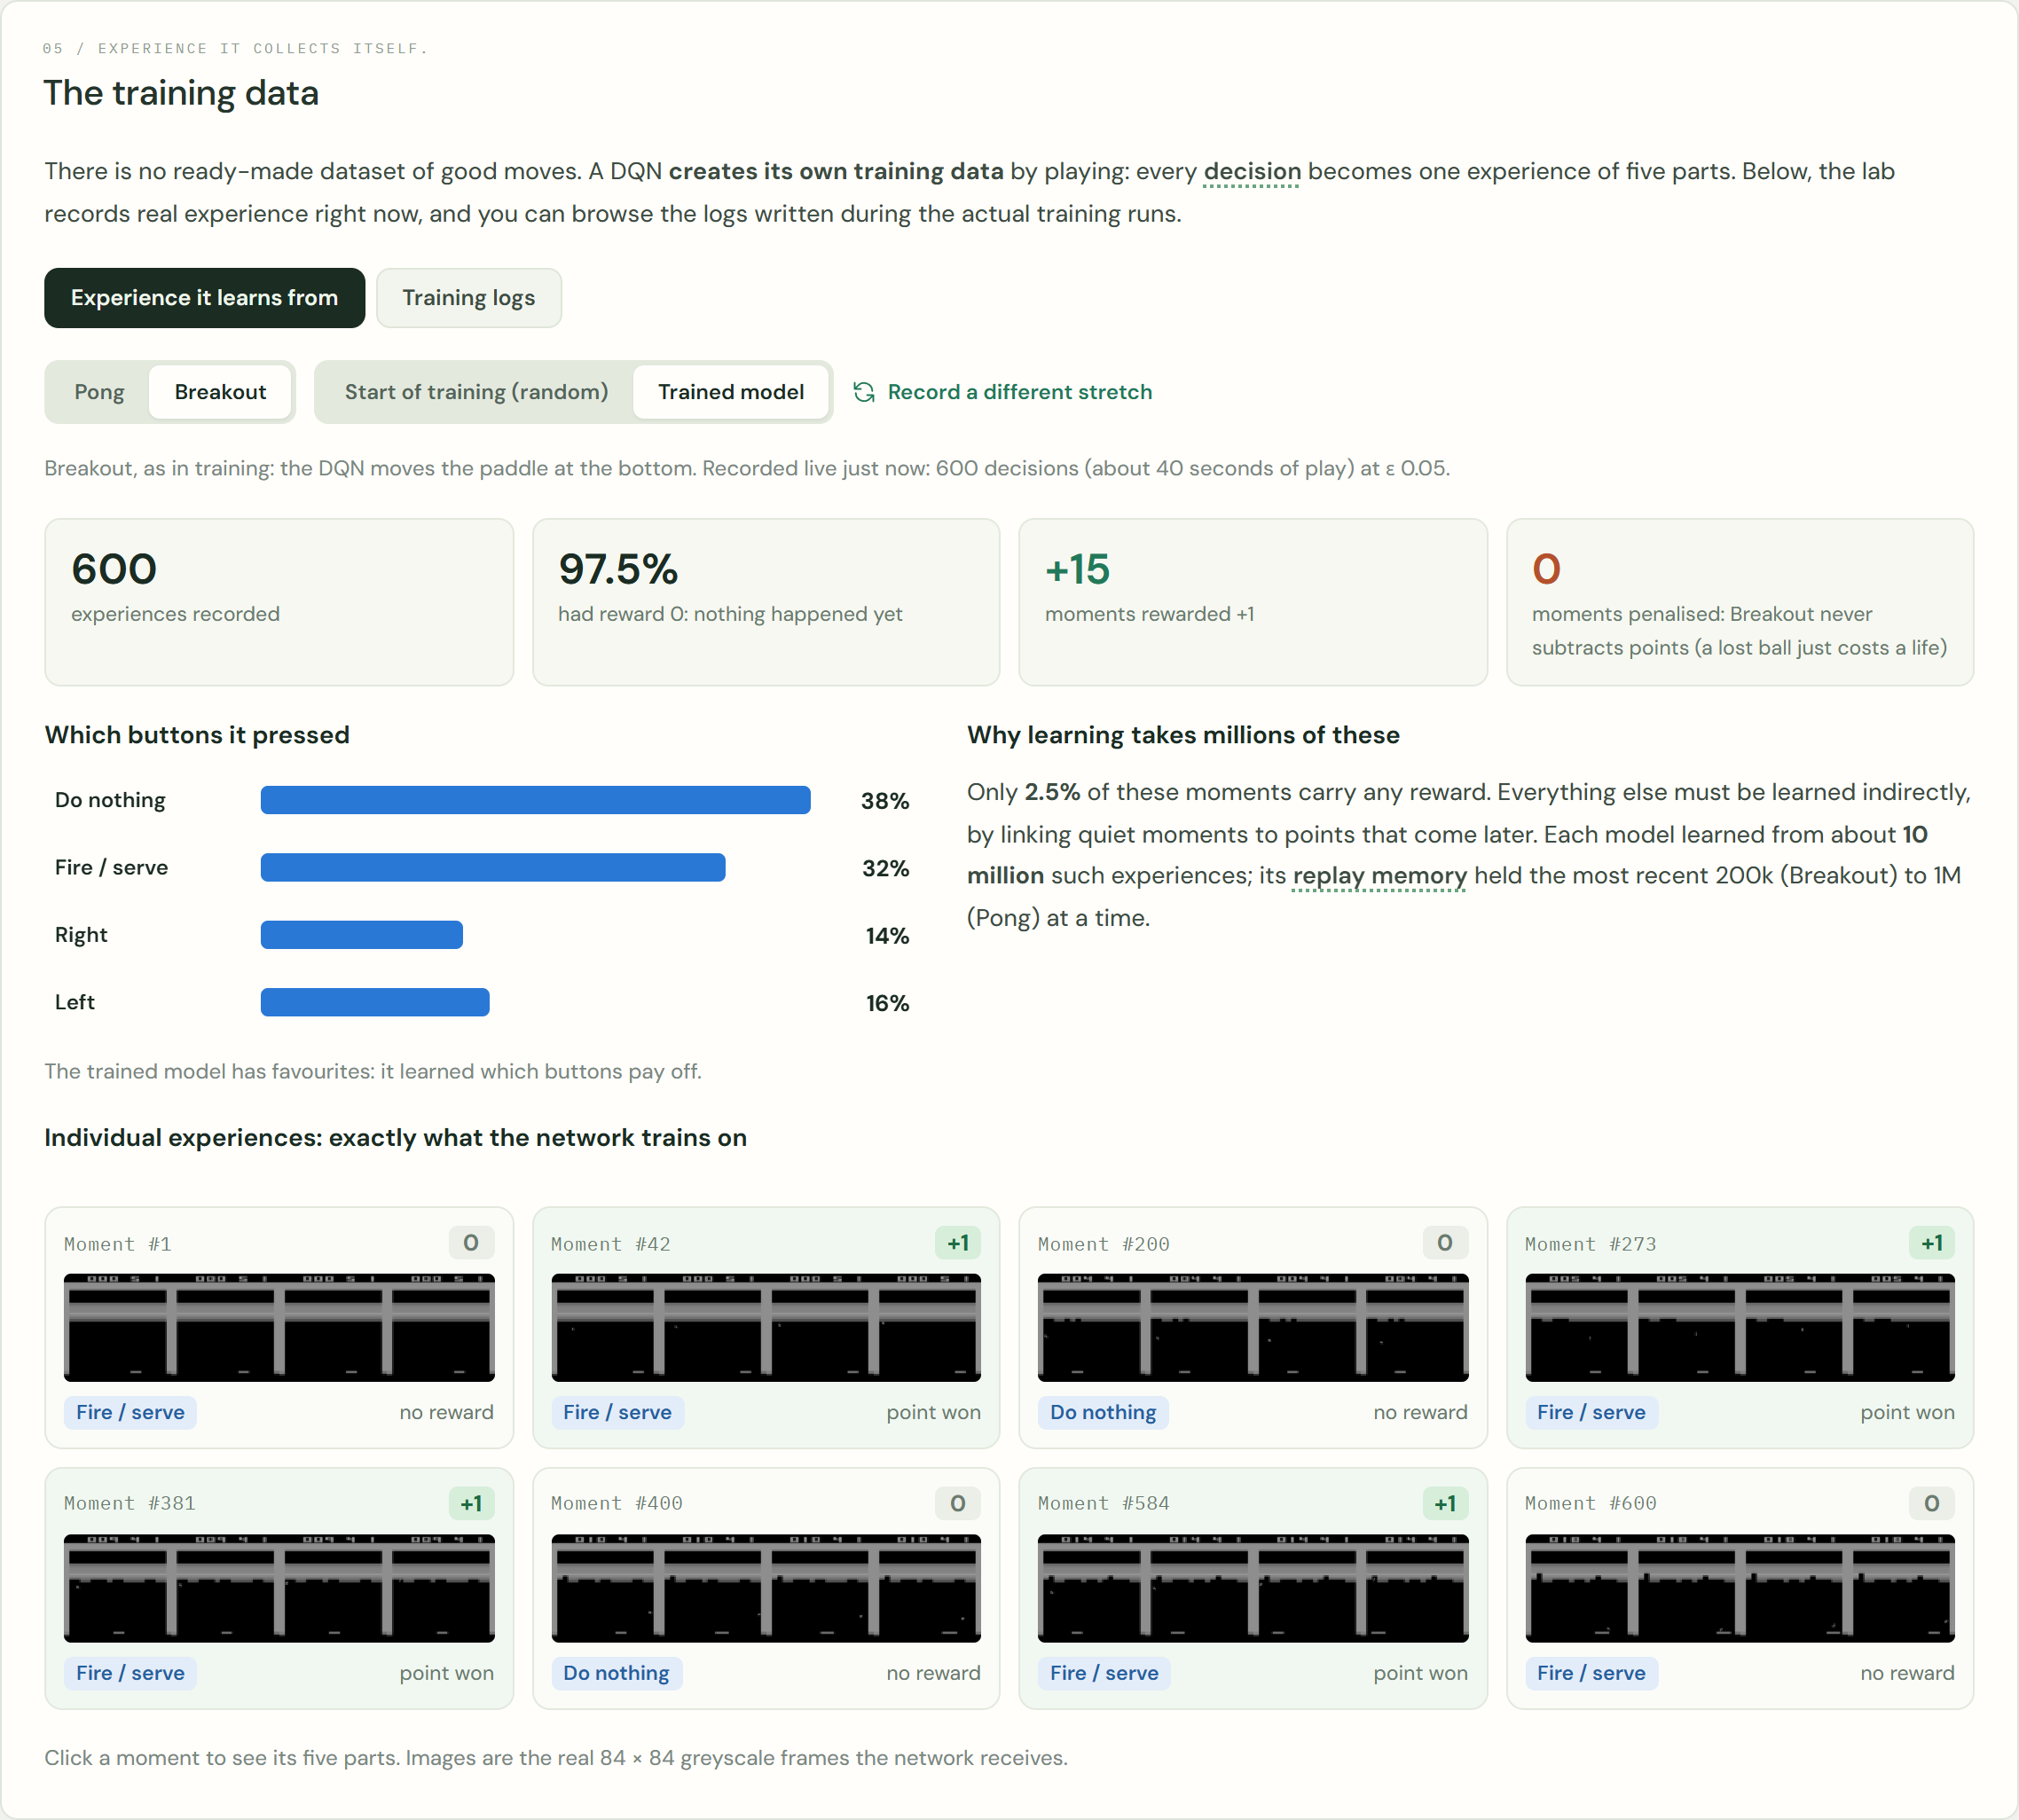 05 / EXPERIENCE IT COLLECTS ITSELF.
The training data
There is no ready-made dataset of good moves. A DQN creates its own training data by playing: every decision becomes one experience of five parts. Below, the lab
records real experience right now, and you can browse the logs written during the actual training runs.
Experience it learns from
Training logs
Pong
Breakout
Start of training (random)
Trained model
Record a different stretch
Breakout, as in training: the DQN moves the paddle at the bottom. Recorded live just now: 600 decisions (about 40 seconds of play) at ε 0.05.
600
experiences recorded
97.5%
had reward 0: nothing happened yet
+15
moments rewarded +1
0
moments penalised: Breakout never
subtracts points (a lost ball just costs a life)
Which buttons it pressed
Do nothing 38%
Fire / serve 32%
Right 14%
Left 16%
The trained model has favourites: it learned which buttons pay off.
Why learning takes millions of these
Only 2.5% of these moments carry any reward. Everything else must be learned indirectly,
by linking quiet moments to points that come later. Each model learned from about 10
million such experiences; its replay memory held the most recent 200k (Breakout) to 1M
(Pong) at a time.
Individual experiences: exactly what the network trains on
Moment #1 0
Fire / serve no reward
Moment #42 +1
Fire / serve point won
Moment #200 0
Do nothing no reward
Moment #273 +1
Fire / serve point won
Moment #381 +1
Fire / serve point won
Moment #400 0
Do nothing no reward
Moment #584 +1
Fire / serve point won
Moment #600 0
Fire / serve no reward
Click a moment to see its five parts. Images are the real 84 × 84 greyscale frames the network receives.